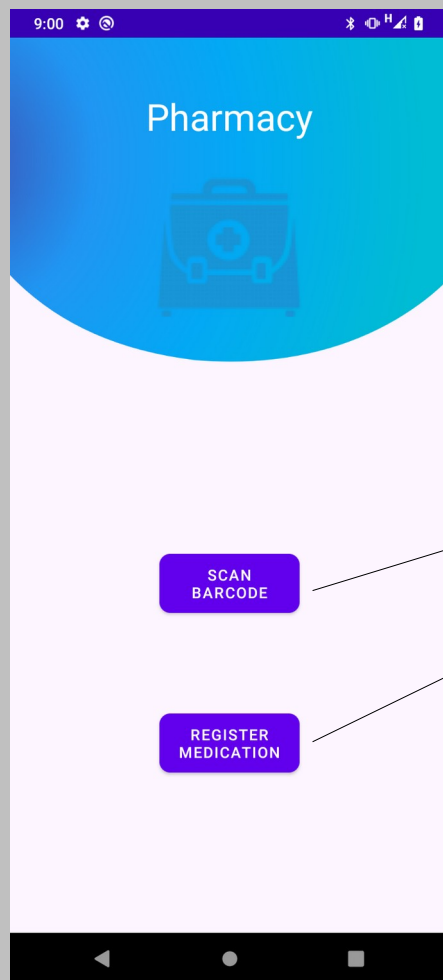 9:00
H
Pharmacy
SCAN
BARCODE
REGISTER
MEDICATION